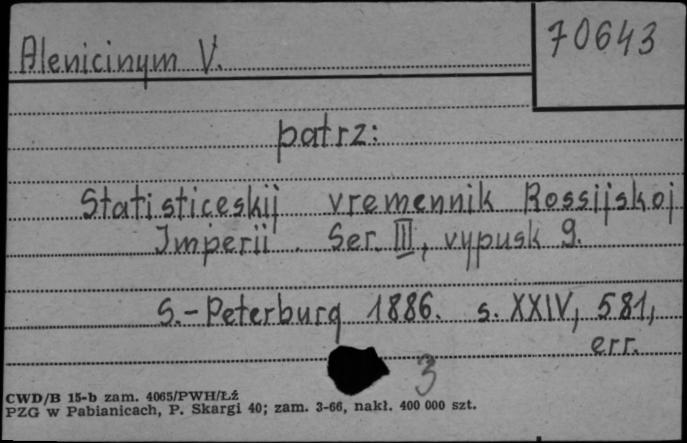 Alenicinym V.
70643
patrz:
Statisticeskij vremennik Rossijskoj
Imperii. Ser. III, vypusk 9.
S.-Peterburg 1886. s. XXIV, 581,
err.
3
CWD/B 15-b zam. 4065/PWH/ŁŹ
PZG w Pabianicach, P. Skargi 40; zam. 3-66, nakł. 400 000 szt.